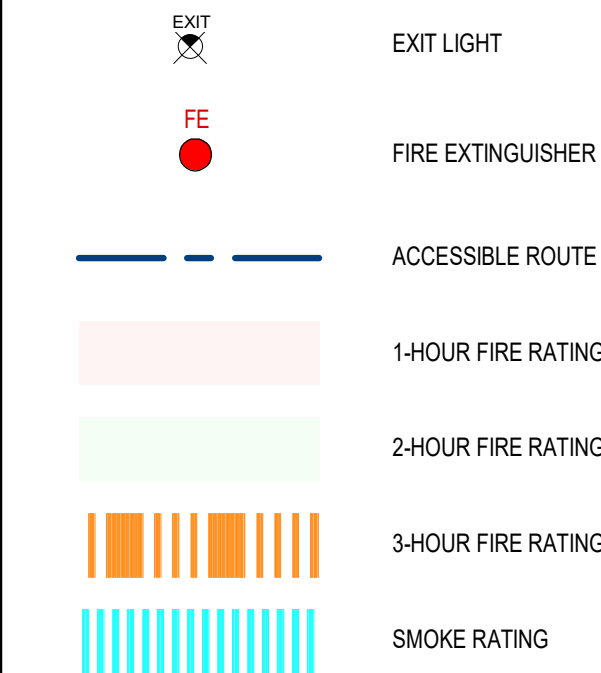 EXIT
EXIT LIGHT
FE
FIRE EXTINGUISHER
ACCESSIBLE ROUTE
1-HOUR FIRE RATING
2-HOUR FIRE RATING
3-HOUR FIRE RATING
SMOKE RATING